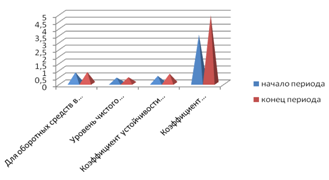 5
4,5
4
3,5
3
2,5
2
1,5
1
0,5
0
Для оборотных средств в…
Уровень чистого…
Коэффициент устойчивости…
Коэффициент…
начало периода
конец периода